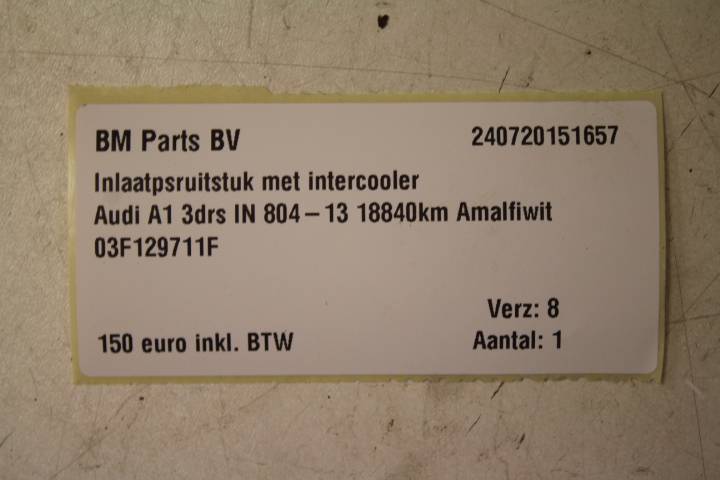 BM Parts BV
240720151657
Inlaatpsruitstuk met intercooler
Audi A1 3drs IN 804-13 18840km Amalfiwit
03F129711F
Verz: 8
150 euro inkl. BTW
Aantal: 1